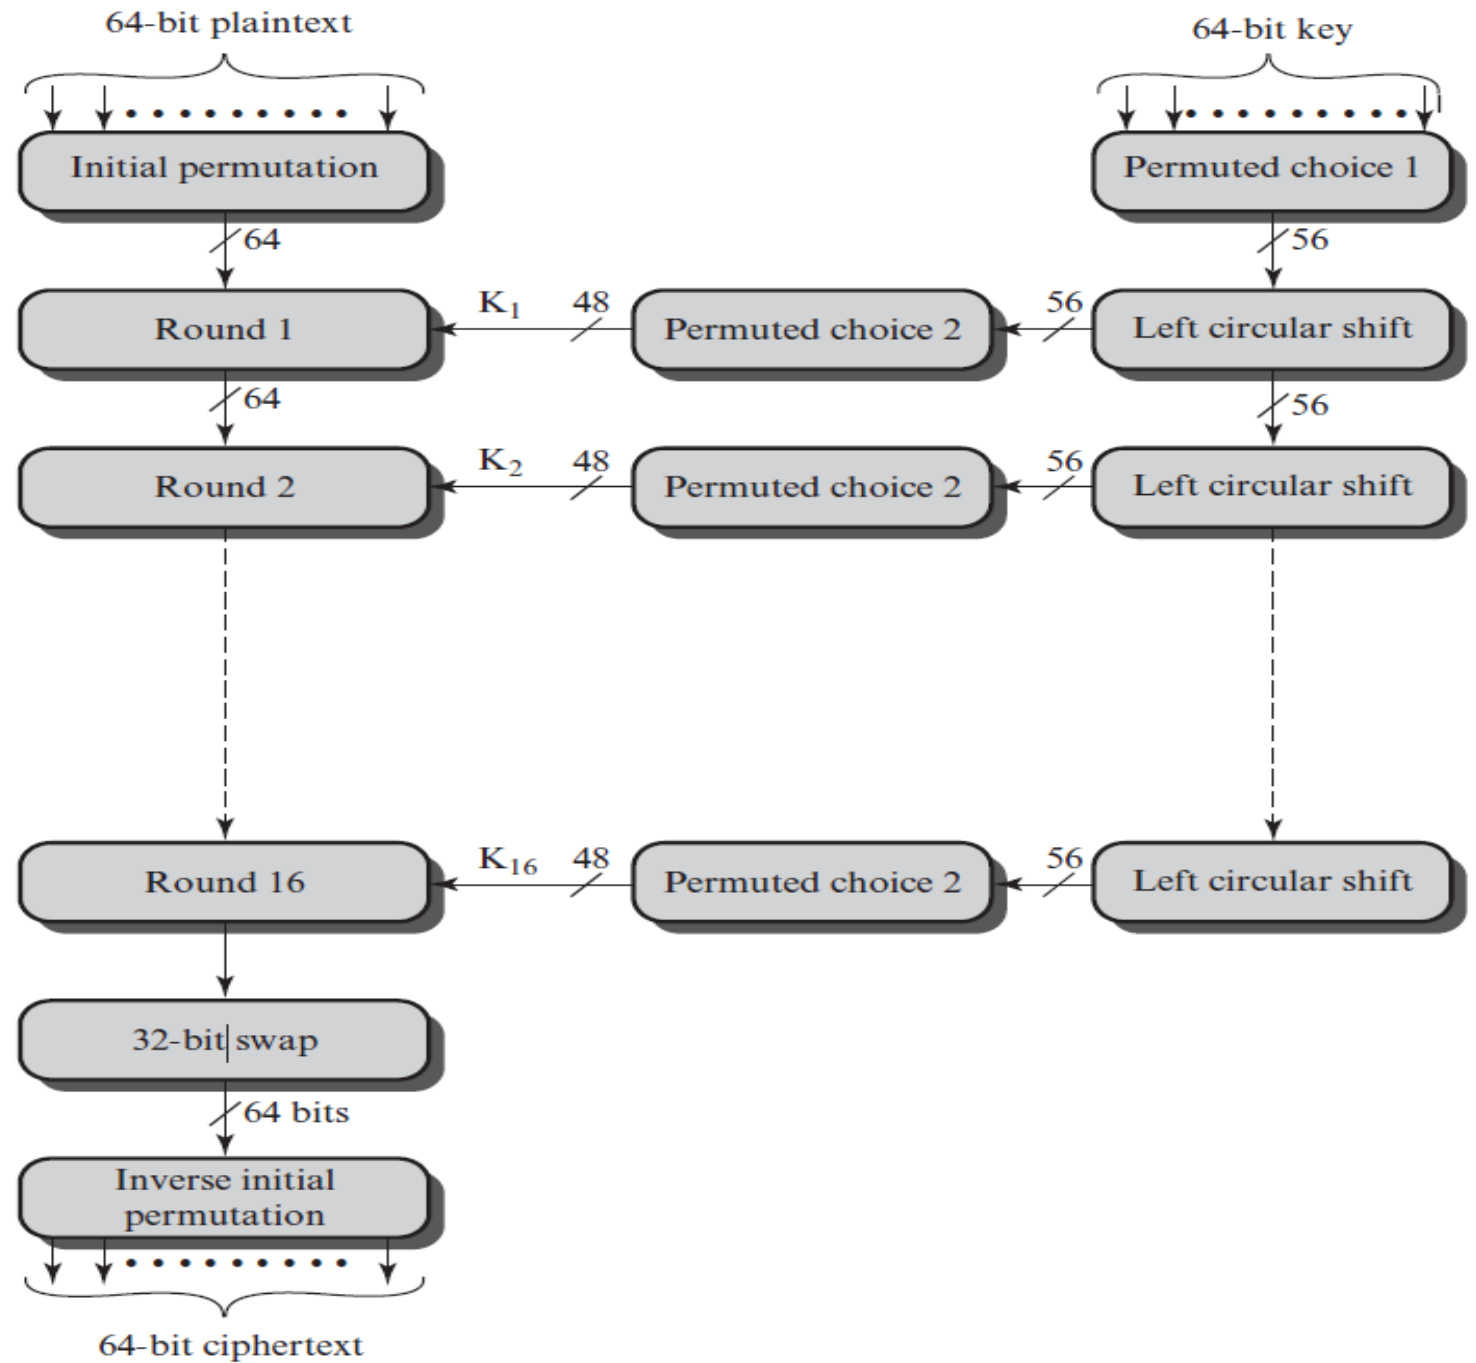 64-bit plaintext
64-bit key
Initial permutation
Permuted choice 1
64
56
Round 1
K1
48
Permuted choice 2
56
Left circular shift
64
56
Round 2
K2
48
Permuted choice 2
56
Left circular shift
Round 16
K16
48
Permuted choice 2
56
Left circular shift
32-bit swap
64 bits
Inverse initial
permutation
64-bit ciphertext